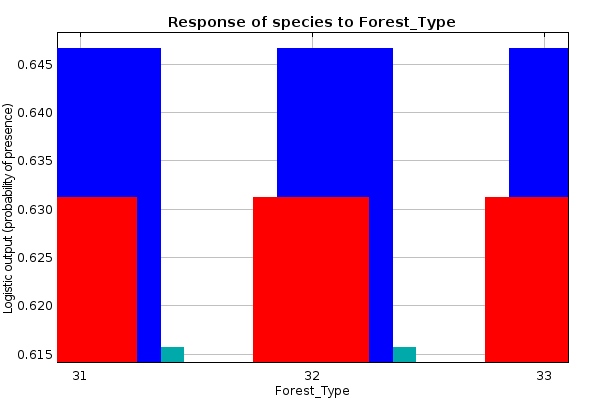 Response of species to Forest_Type
Logistic output (probability of presence)
0.645
0.640
0.635
0.630
0.625
0.620
0.615
31 32 33
Forest_Type